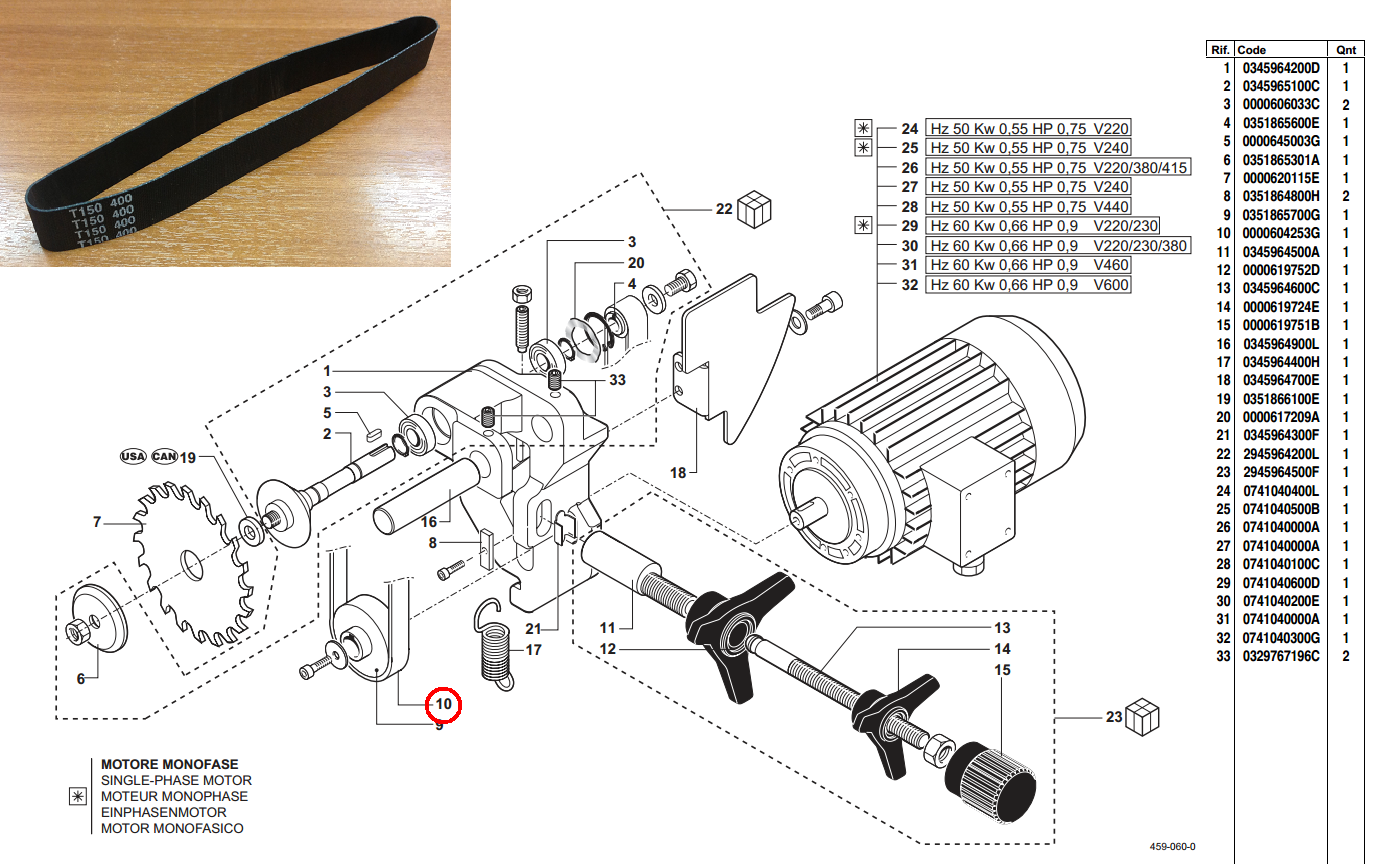 T150 400
T150 400
T150 400
T150 400
Rif. Code Qnt
1 0345964200D 1
2 0345965100C 1
3 0000606033C 2
4 0351865600E 1
5 0000645003G 1
6 0351865301A 1
7 0000620115E 1
8 0351864800H 2
9 0351865700G 1
10 0000604253G 1
11 0345964500A 1
12 0000619752D 1
13 0345964600C 1
14 0000619724E 1
15 0000619751B 1
16 0345964900L 1
17 0345964400H 1
18 0345964700E 1
19 0351866100E 1
20 0000617209A 1
21 0345964300F 1
22 2945964200L 1
23 2945964500F 1
24 0741040400L 1
25 0741040500B 1
26 0741040000A 1
27 0741040000A 1
28 0741040100C 1
29 0741040600D 1
30 0741040200E 1
31 0741040000A 1
32 0741040300G 1
33 0329767196C 2
24 Hz 50 Kw 0,55 HP 0,75 V220
25 Hz 50 Kw 0,55 HP 0,75 V240
26 Hz 50 Kw 0,55 HP 0,75 V220/380/415
27 Hz 50 Kw 0,55 HP 0,75 V240
28 Hz 50 Kw 0,55 HP 0,75 V440
29 Hz 60 Kw 0,66 HP 0,9 V220/230
30 Hz 60 Kw 0,66 HP 0,9 V220/230/380
31 Hz 60 Kw 0,66 HP 0,9 V460
32 Hz 60 Kw 0,66 HP 0,9 V600
22
3
20
4
1
33
3
5
2
USA CAN 19
18
16
7
8
21
17
11
12
13
14
15
6
10
9
23
MOTORE MONOFASE
SINGLE-PHASE MOTOR
MOTEUR MONOPHASE
EINPHASENMOTOR
MOTOR MONOFASICO
459-060-0